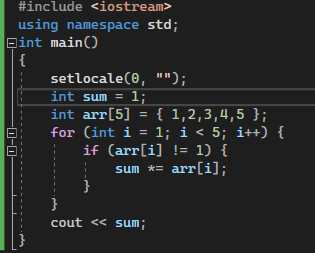 #include <iostream>
using namespace std;
int main()
{
    setlocale(0, "");
    int sum = 1;
    int arr[5] = { 1,2,3,4,5 };
    for (int i = 1; i < 5; i++) {
        if (arr[i] != 1) {
            sum *= arr[i];
        }
    }
    cout << sum;
}